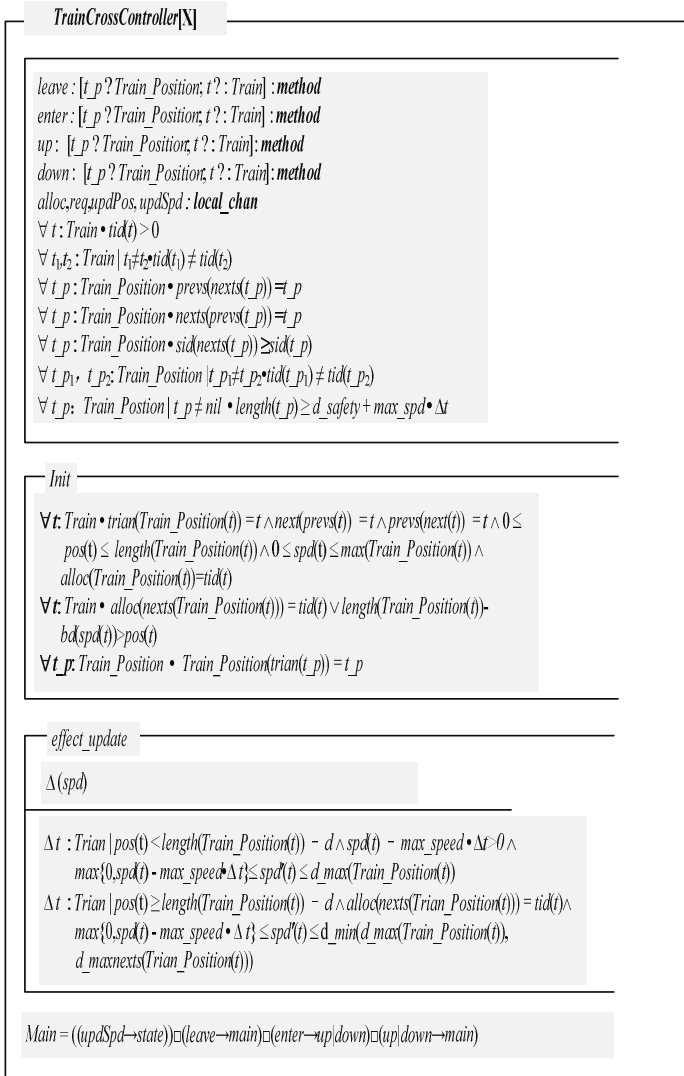 TrainCrossController[X]
leave : [t_p ? Train_Position; t ? : Train] : method
enter : [t_p ? Train_Position; t ? : Train] : method
up : [t_p ? Train_Position; t ? : Train] : method
down : [t_p ? Train_Position; t ? : Train] : method
alloc,req,updPos, updSpd : local_chan
∀ t : Train • tid(t) > 0
∀ t₁,t₂ : Train | t₁≠t₂•tid(t₁) ≠ tid(t₂)
∀ t_p : Train_Position • prevs(nexts(t_p)) = t_p
∀ t_p : Train_Position • nexts(prevs(t_p)) = t_p
∀ t_p : Train_Position • sid(nexts(t_p)) ≥ sid(t_p)
∀ t_p₁, t_p₂: Train_Position | t_p₁≠t_p₂•tid(t_p₁) ≠ tid(t_p₂)
∀ t_p: Train_Postion | t_p ≠ nil • length(t_p) ≥ d_safety + max_spd • Δt
Init
∀t: Train • trian(Train_Position(t)) = t ∧ next(prevs(t)) = t ∧ prevs(next(t)) = t ∧ 0 ≤
pos(t) ≤ length(Train_Position(t)) ∧ 0 ≤ spd(t) ≤ max(Train_Position(t)) ∧
alloc(Train_Position(t))=tid(t)
∀t: Train • alloc(nexts(Train_Position(t))) = tid(t) ∨ length(Train_Position(t))-
bd(spd(t))>pos(t)
∀t_p: Train_Position • Train_Position(trian(t_p)) = t_p
effect_update
Δ (spd)
Δt : Trian | pos(t) < length(Train_Position(t)) - d ∧ spd(t) - max_speed • Δt>0 ∧
max{0,spd(t) - max_speed• Δt} ≤ spd'(t) ≤ d_max(Train_Position(t))
Δt : Trian | pos(t) ≥ length(Train_Position(t)) - d ∧ alloc(nexts(Trian_Position(t))) = tid(t) ∧
max{0,spd(t) - max_speed • Δ t} ≤ spd'(t) ≤ d_min(d_max(Train_Position(t)),
d_maxnexts(Trian_Position(t)))
Main = ((updSpd→state))□(leave→main)□(enter→up|down)□(up|down→main)